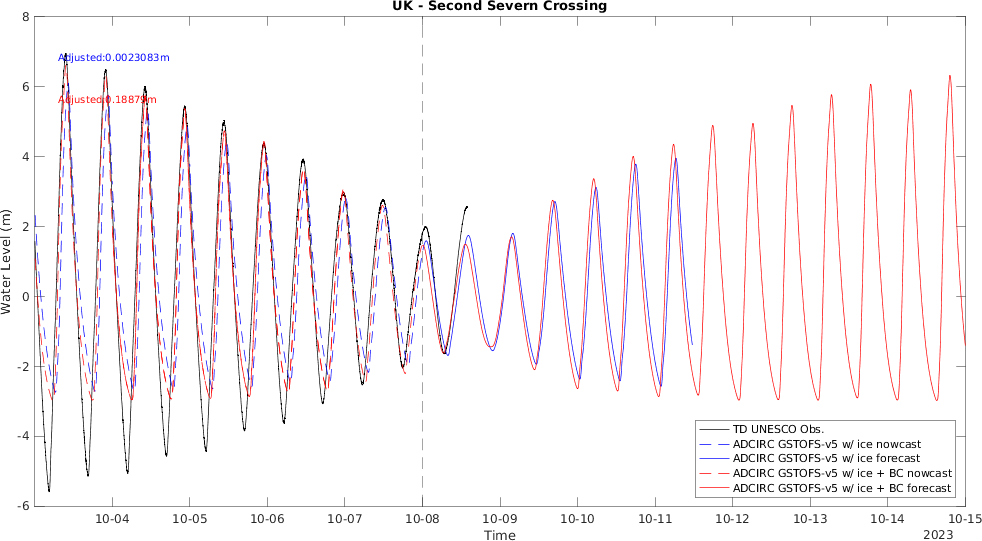 UK - Second Severn Crossing
8
6
4
2
0
-2
-4
-6
Water Level (m)
Adjusted:0.0023083m
Adjusted:0.18879m
TD UNESCO Obs.
ADCIRC GSTOFS-v5 w/ ice nowcast
ADCIRC GSTOFS-v5 w/ ice forecast
ADCIRC GSTOFS-v5 w/ ice + BC nowcast
ADCIRC GSTOFS-v5 w/ ice + BC forecast
10-04 10-05 10-06 10-07 10-08 10-09 10-10 10-11 10-12 10-13 10-14 10-15
Time
2023